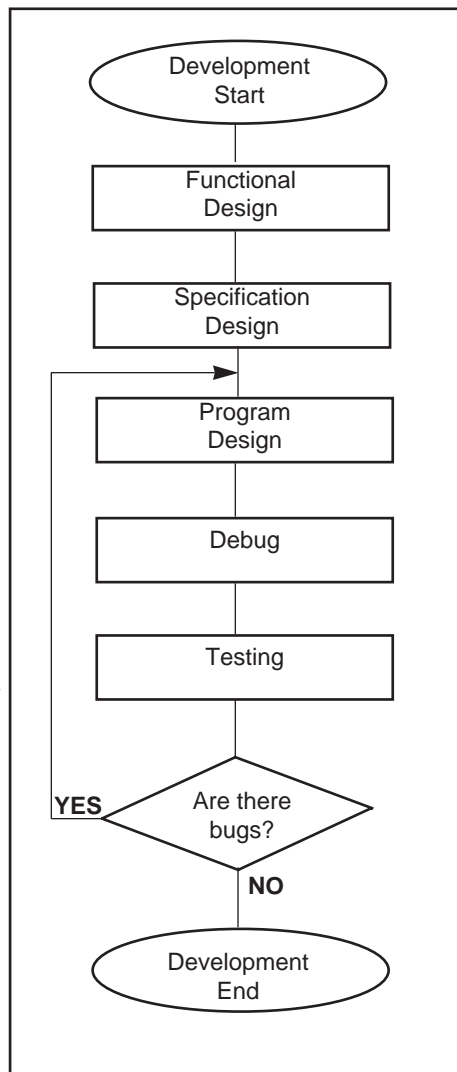 Development
Start
Functional
Design
Specification
Design
Program
Design
Debug
Testing
Are there
bugs?
YES
NO
Development
End